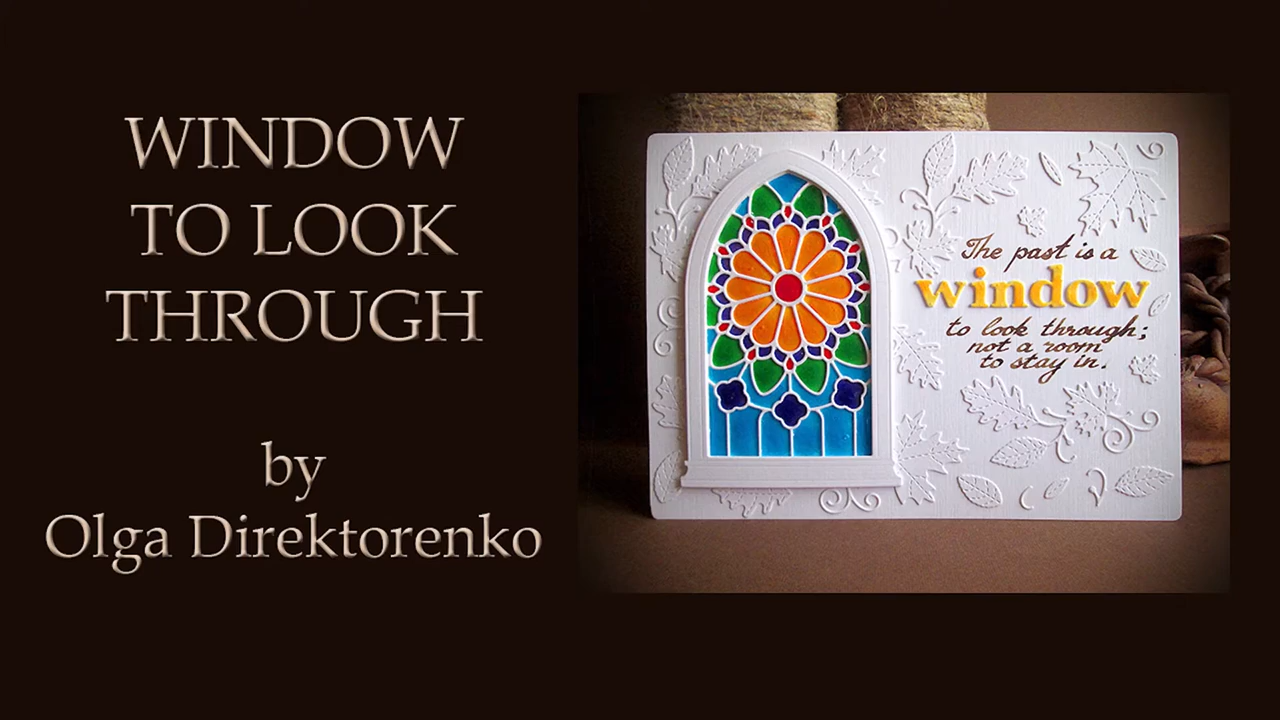 WINDOW
TO LOOK
THROUGH
by
Olga Direktorenko
The past is a
window
to look through;
not a room
to stay in.